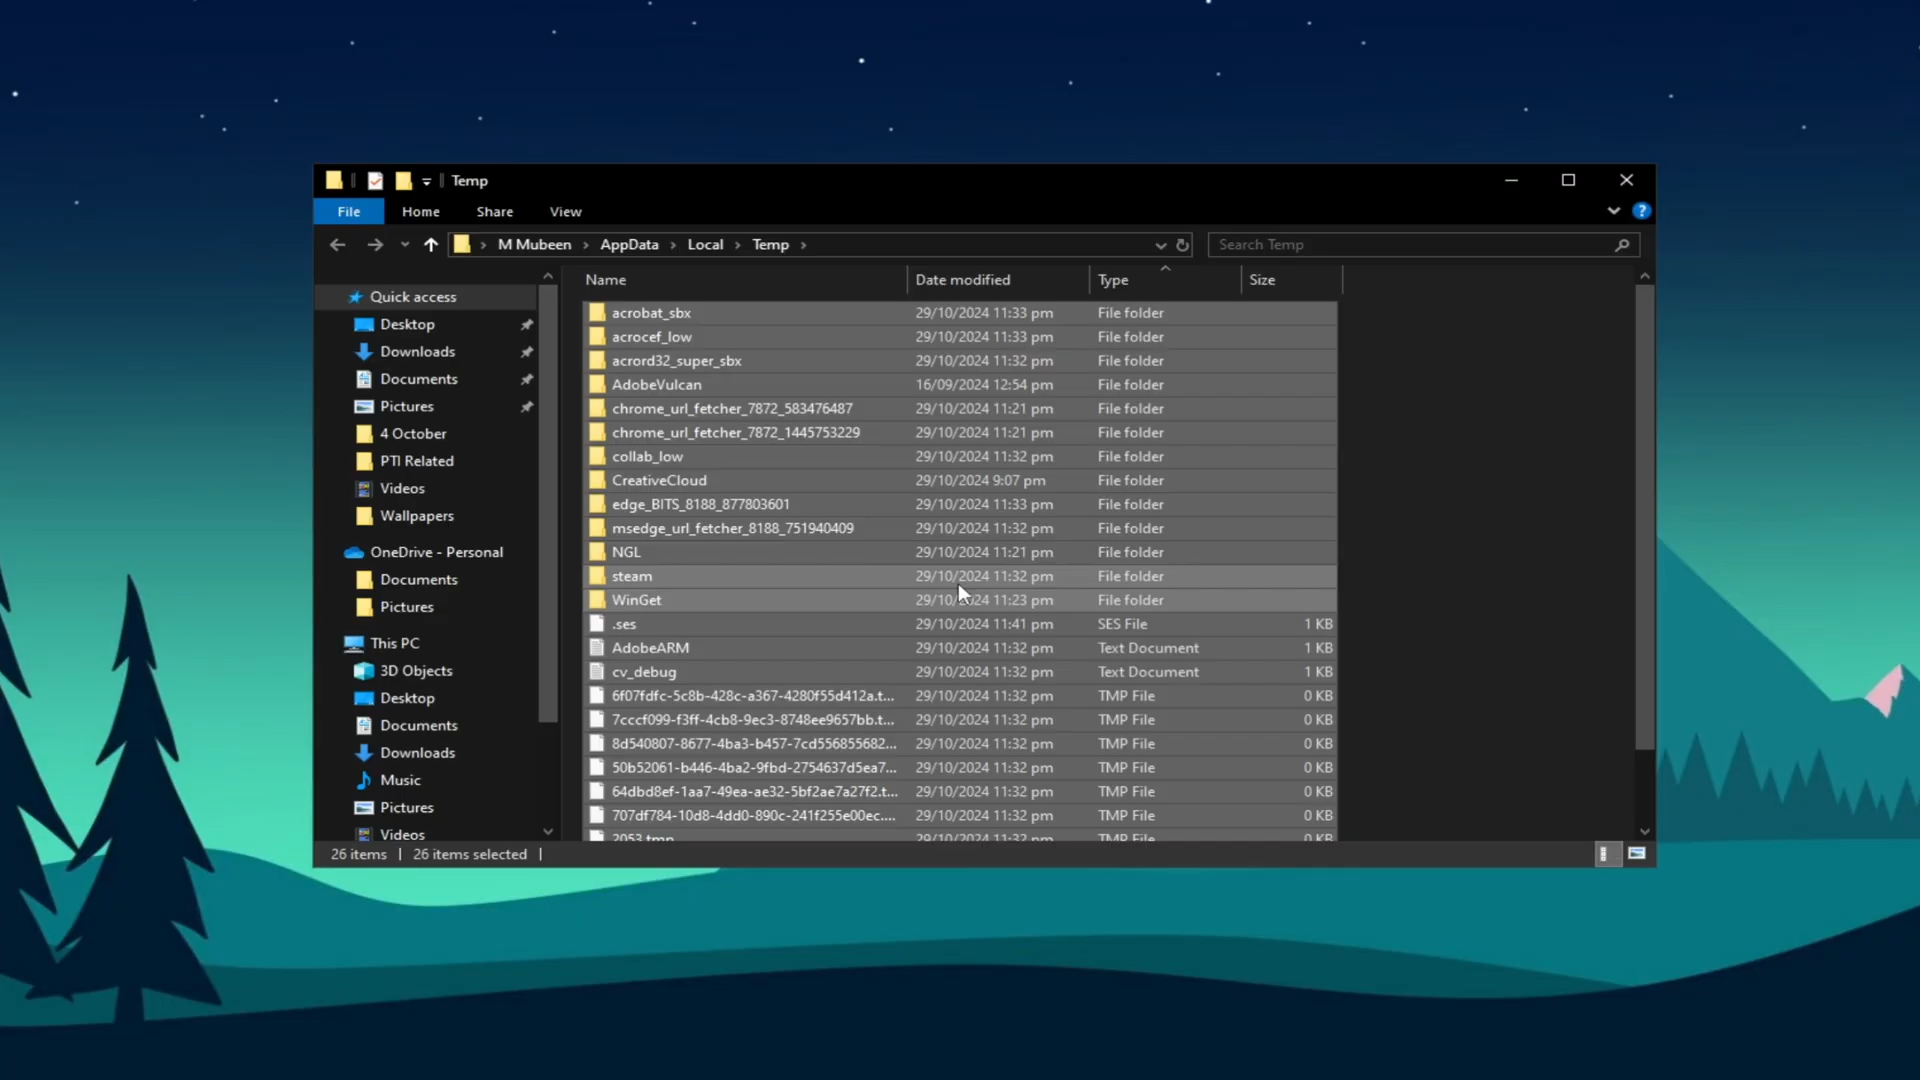 Temp
File Home Share View
M Mubeen AppData Local Temp
Search Temp
Quick access
Desktop
Downloads
Documents
Pictures
4 October
PTI Related
Videos
Wallpapers
OneDrive - Personal
Documents
Pictures
This PC
3D Objects
Desktop
Documents
Downloads
Music
Pictures
Videos
Name Date modified Type Size
acrobat_sbx 29/10/2024 11:33 pm File folder
acrocef_low 29/10/2024 11:33 pm File folder
acrord32_super_sbx 29/10/2024 11:32 pm File folder
AdobeVulcan 16/09/2024 12:54 pm File folder
chrome_url_fetcher_7872_583476487 29/10/2024 11:21 pm File folder
chrome_url_fetcher_7872_1445753229 29/10/2024 11:21 pm File folder
collab_low 29/10/2024 11:32 pm File folder
CreativeCloud 29/10/2024 9:07 pm File folder
edge_BITS_8188_877803601 29/10/2024 11:33 pm File folder
msedge_url_fetcher_8188_751940409 29/10/2024 11:32 pm File folder
NGL 29/10/2024 11:21 pm File folder
steam 29/10/2024 11:32 pm File folder
WinGet 29/10/2024 11:23 pm File folder
.ses 29/10/2024 11:41 pm SES File 1 KB
AdobeARM 29/10/2024 11:32 pm Text Document 1 KB
cv_debug 29/10/2024 11:32 pm Text Document 1 KB
6f07fdfc-5c8b-428c-a367-4280f55d412a.t... 29/10/2024 11:32 pm TMP File 0 KB
7cccf099-f3ff-4cb8-9ec3-8748ee9657bb.t... 29/10/2024 11:32 pm TMP File 0 KB
8d540807-8677-4ba3-b457-7cd556855682... 29/10/2024 11:32 pm TMP File 0 KB
50b52061-b446-4ba2-9fbd-2754637d5ea7... 29/10/2024 11:32 pm TMP File 0 KB
64dbd8ef-1aa7-49ea-ae32-5bf2ae7a27f2.t... 29/10/2024 11:32 pm TMP File 0 KB
707df784-10d8-4dd0-890c-241f255e00ec.... 29/10/2024 11:32 pm TMP File 0 KB
2053.tmp 29/10/2024 11:32 pm TMP File 0 KB
26 items 26 items selected